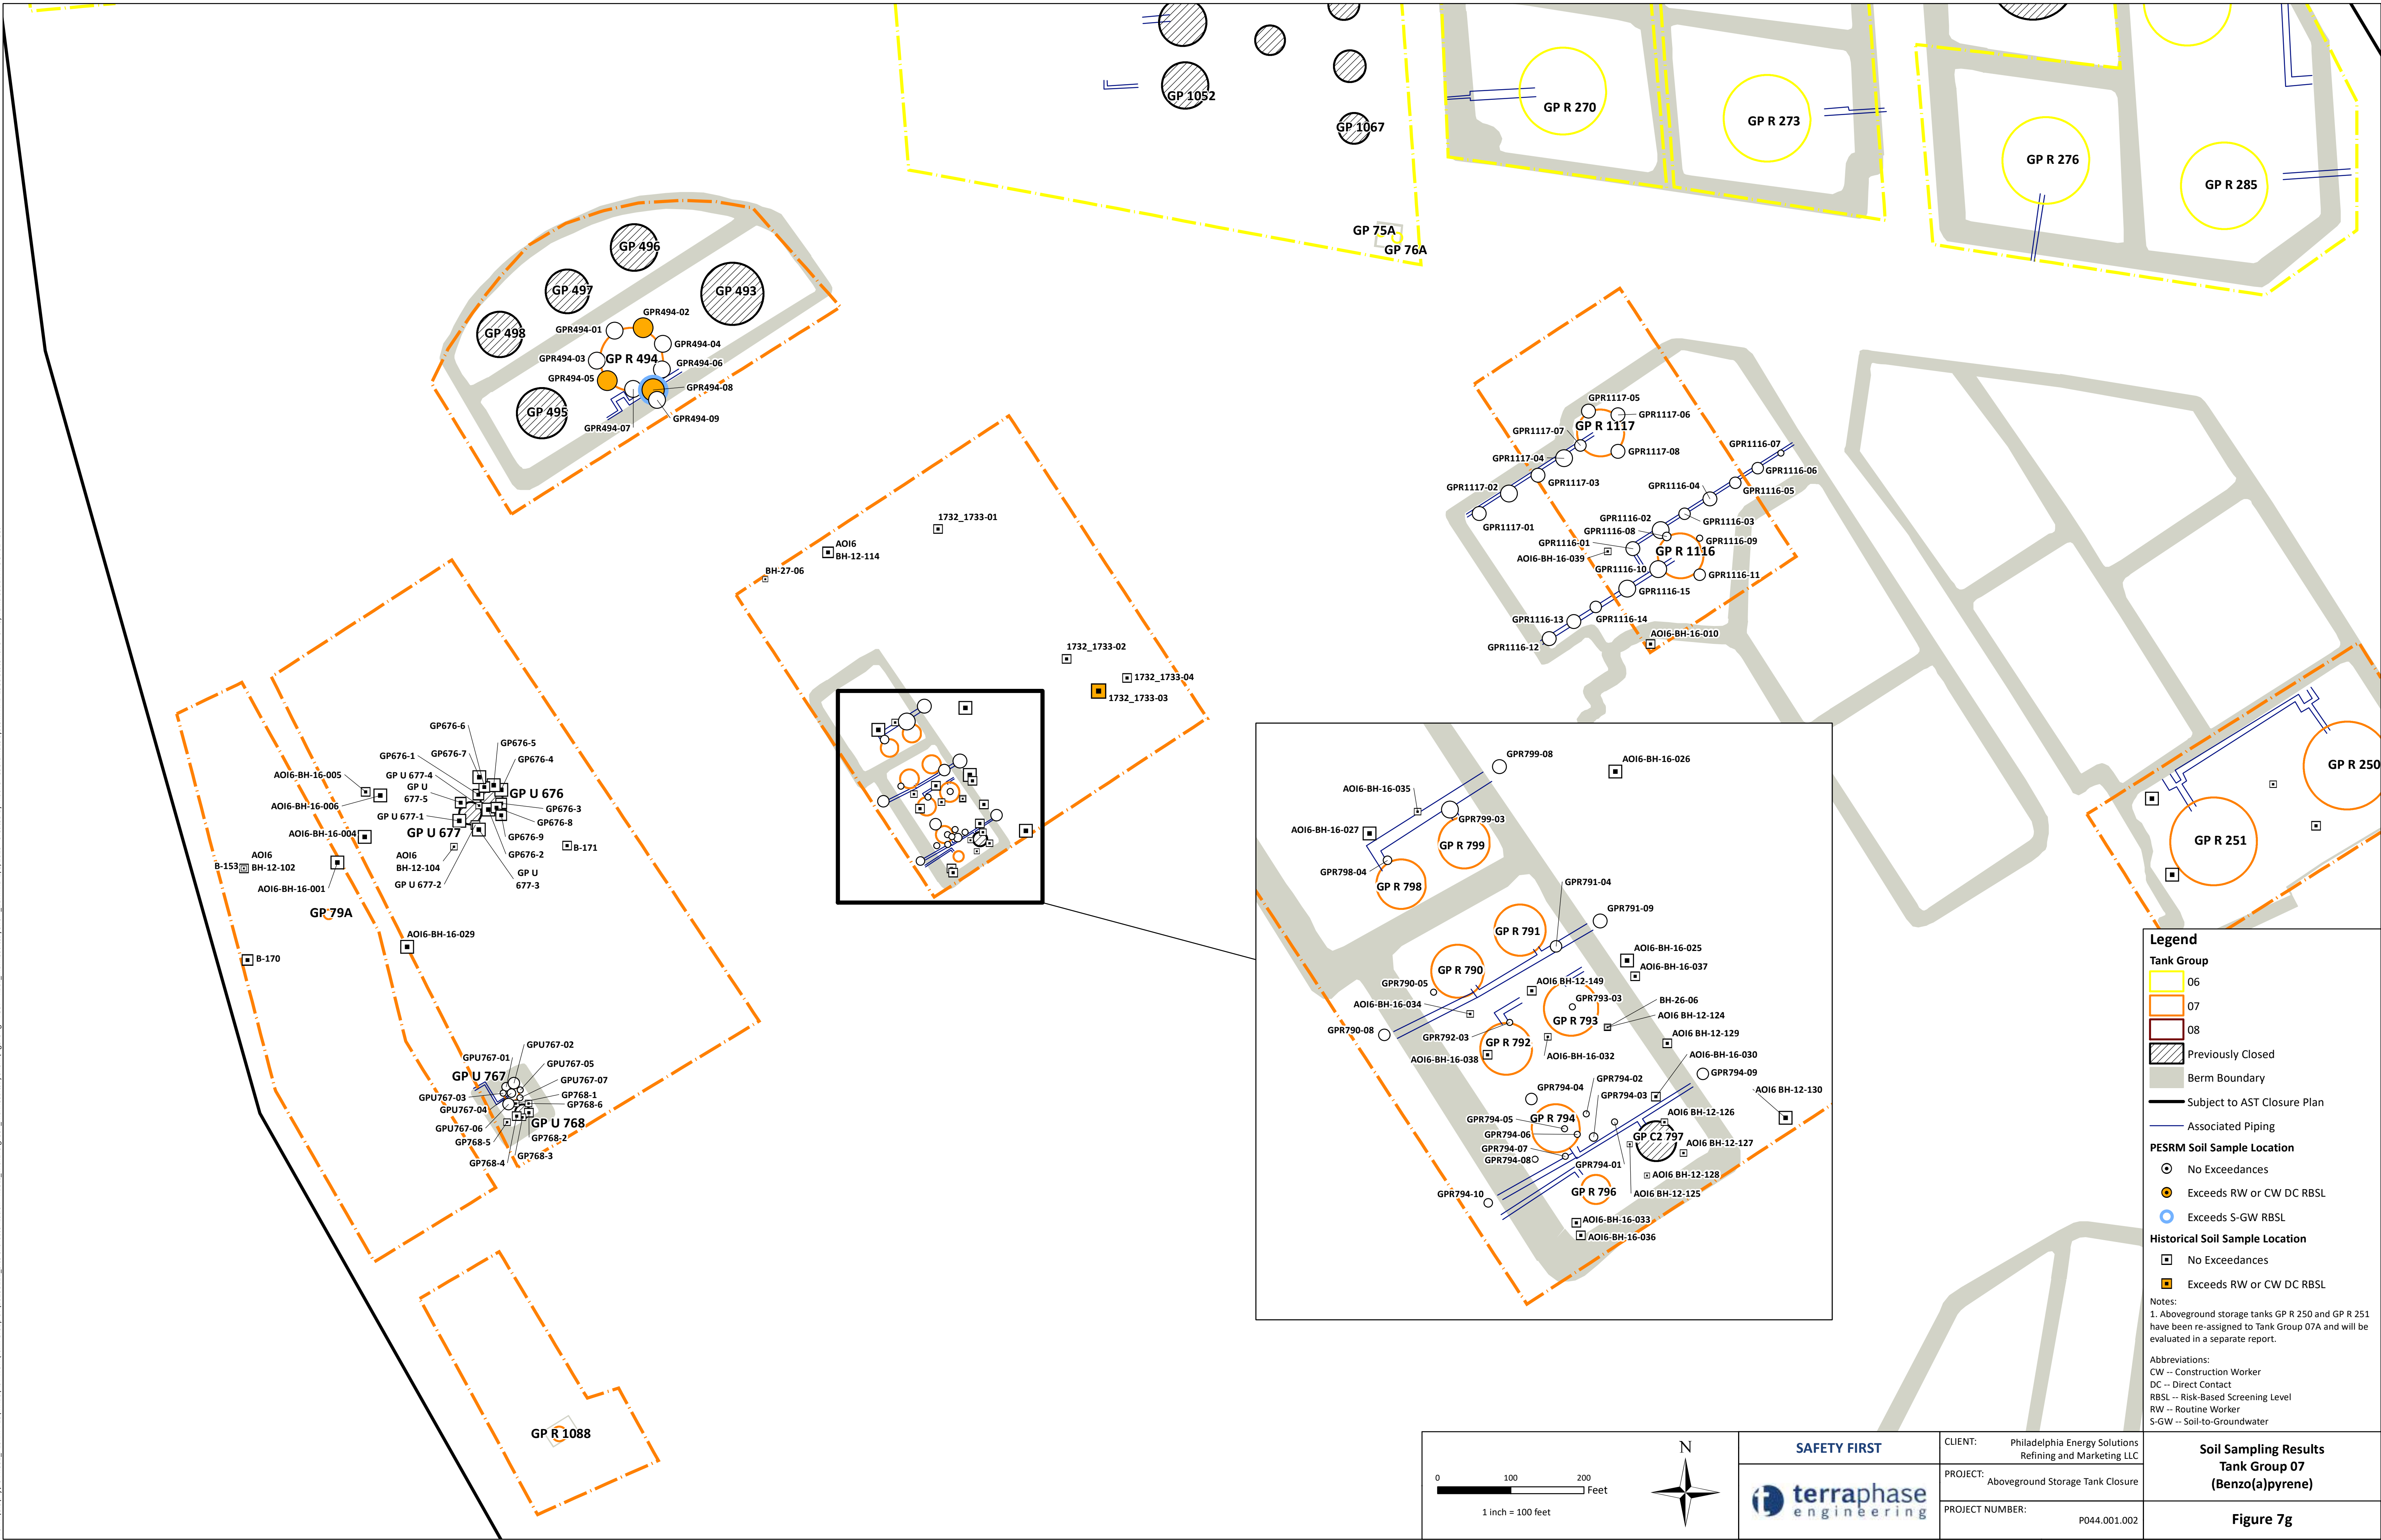 GP 1052
GP 1067
GP R 270
GP R 273
GP R 276
GP R 285
GP 75A
GP 76A
GP 496
GP 497
GP 493
GP 498
GP 495
GPR494-02
GPR494-01
GPR494-04
GPR494-03
GP R 494
GPR494-06
GPR494-05
GPR494-08
GPR494-09
GPR494-07
1732_1733-01
AOI6
BH-12-114
BH-27-06
1732_1733-02
1732_1733-04
1732_1733-03
GPR1117-05
GPR1117-06
GPR1117-07
GP R 1117
GPR1117-04
GPR1117-08
GPR1117-03
GPR1117-02
GPR1117-01
GPR1116-07
GPR1116-06
GPR1116-04
GPR1116-05
GPR1116-02
GPR1116-03
GPR1116-08
GPR1116-01
GPR1116-09
AOI6-BH-16-039
GP R 1116
GPR1116-10
GPR1116-11
GPR1116-15
GPR1116-13
GPR1116-14
GPR1116-12
AOI6-BH-16-010
GP R 250
GP R 251
GP676-6
GP676-5
GP676-1
GP676-7
GP676-4
AOI6-BH-16-005
GP U 677-4
GP U
677-5
GP U 676
AOI6-BH-16-006
GP676-3
GP U 677-1
GP676-8
AOI6-BH-16-004
GP U 677
GP676-9
B-171
AOI6
BH-12-102
B-153
AOI6
BH-12-104
GP676-2
GP U 677-2
GP U
677-3
AOI6-BH-16-001
GP 79A
AOI6-BH-16-029
B-170
GPU767-02
GPU767-01
GPU767-05
GP U 767
GPU767-07
GPU767-03
GP768-1
GPU767-04
GP768-6
GPU767-06
GP U 768
GP768-5
GP768-2
GP768-4
GP768-3
GP R 1088
GPR799-08
AOI6-BH-16-026
AOI6-BH-16-035
GPR799-03
AOI6-BH-16-027
GP R 799
GPR798-04
GP R 798
GPR791-04
GPR791-09
GP R 791
AOI6-BH-16-025
GP R 790
AOI6-BH-16-037
GPR790-05
AOI6 BH-12-149
GPR793-03
BH-26-06
AOI6-BH-16-034
AOI6 BH-12-124
GP R 793
GPR790-08
GPR792-03
AOI6 BH-12-129
GP R 792
AOI6-BH-16-038
AOI6-BH-16-032
AOI6-BH-16-030
GPR794-02
GPR794-09
GPR794-04
GPR794-03
AOI6 BH-12-130
GPR794-05
GP R 794
AOI6 BH-12-126
GPR794-06
GP C2 797
AOI6 BH-12-127
GPR794-07
GPR794-08
GPR794-01
AOI6 BH-12-128
GPR794-10
GP R 796
AOI6 BH-12-125
AOI6-BH-16-033
AOI6-BH-16-036
Legend
Tank Group
06
07
08
Previously Closed
Berm Boundary
Subject to AST Closure Plan
Associated Piping
PESRM Soil Sample Location
No Exceedances
Exceeds RW or CW DC RBSL
Exceeds S-GW RBSL
Historical Soil Sample Location
No Exceedances
Exceeds RW or CW DC RBSL
Notes:
1. Aboveground storage tanks GP R 250 and GP R 251
have been re-assigned to Tank Group 07A and will be
evaluated in a separate report.
Abbreviations:
CW -- Construction Worker
DC -- Direct Contact
RBSL -- Risk-Based Screening Level
RW -- Routine Worker
S-GW -- Soil-to-Groundwater
0 100 200
Feet
1 inch = 100 feet
N
SAFETY FIRST
terraphase
engineering
CLIENT: Philadelphia Energy Solutions
Refining and Marketing LLC
PROJECT: Aboveground Storage Tank Closure
PROJECT NUMBER:
P044.001.002
Soil Sampling Results
Tank Group 07
(Benzo(a)pyrene)
Figure 7g